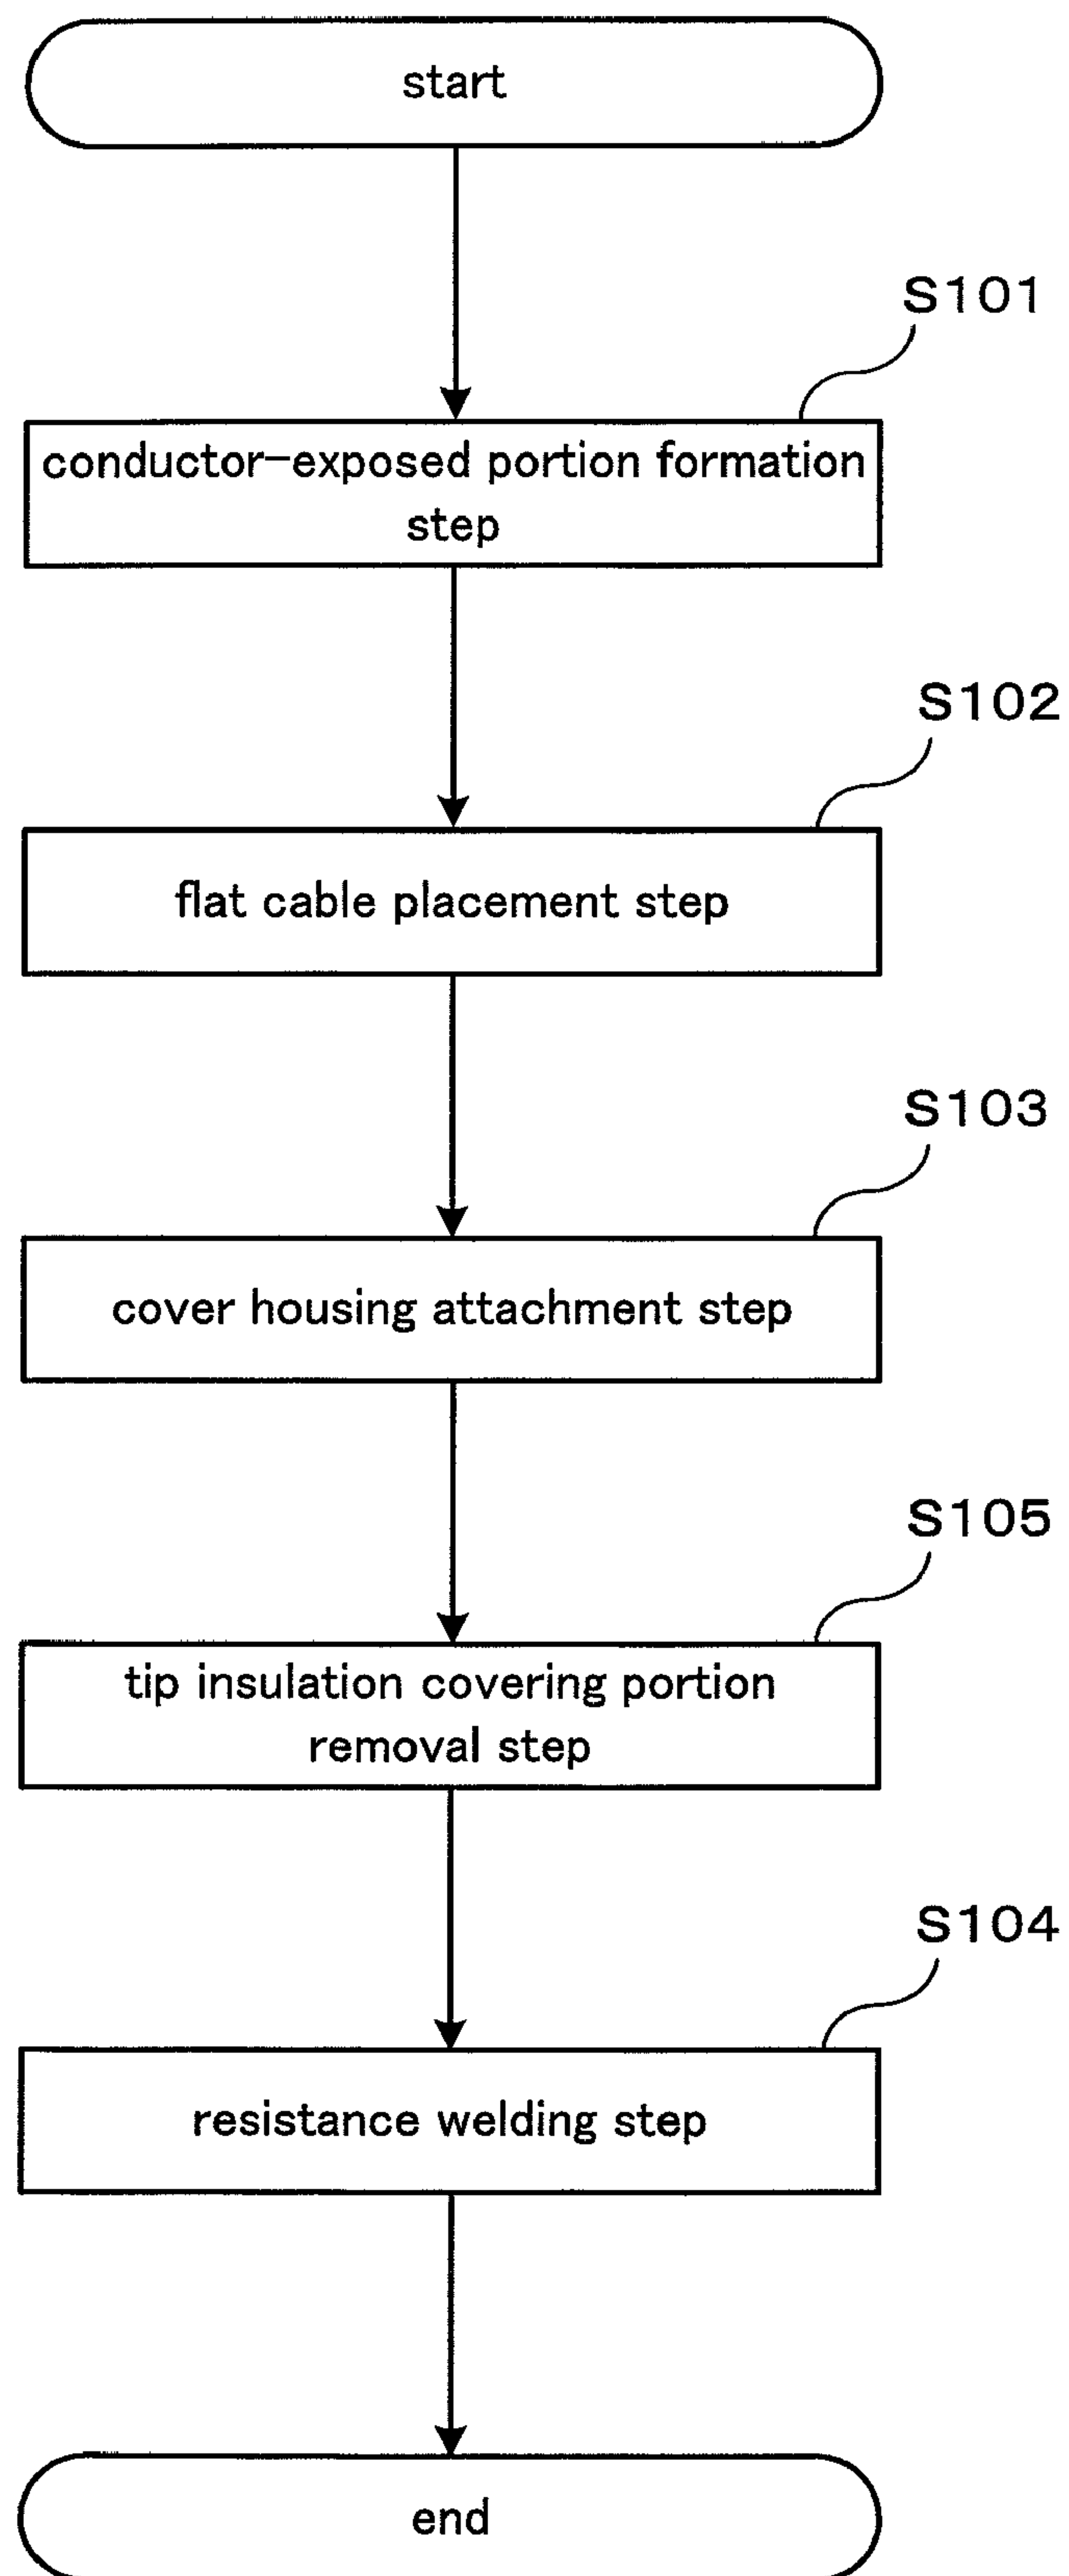 start
S101
conductor-exposed portion formation
step
S102
flat cable placement step
S103
cover housing attachment step
S105
tip insulation covering portion
removal step
S104
resistance welding step
end